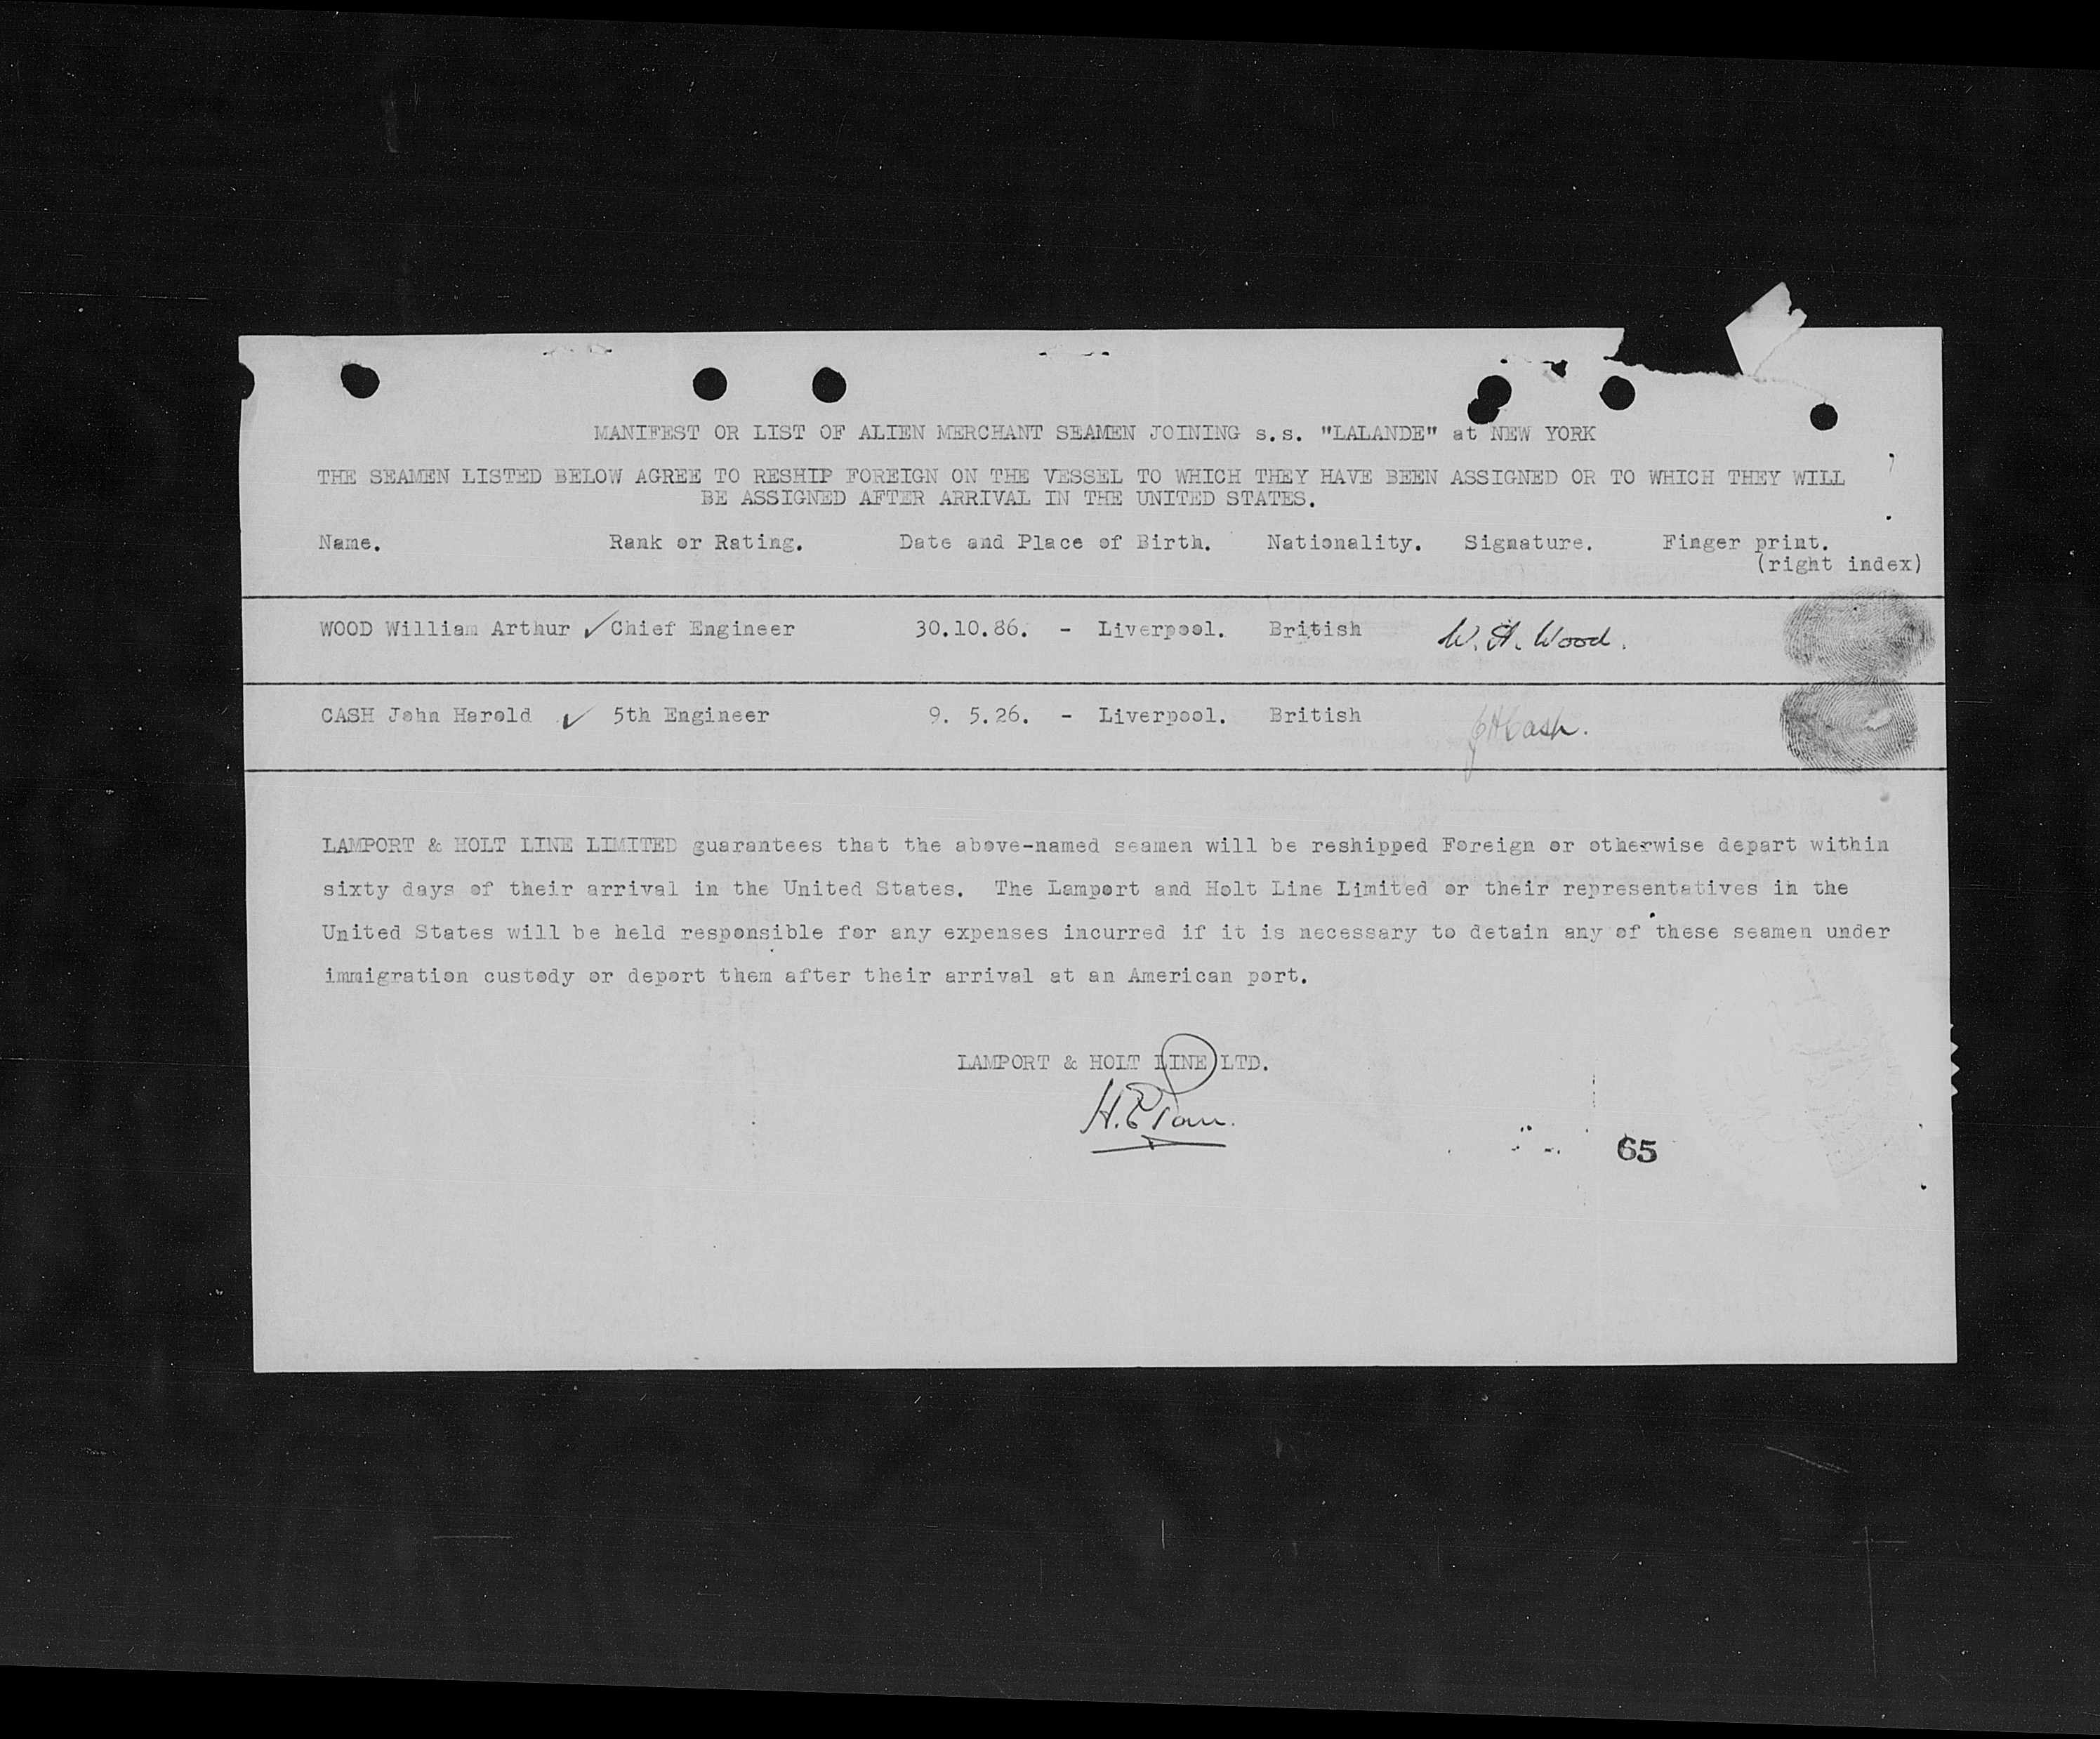 MANIFEST OR LIST OF ALIEN MERCHANT SEAMEN JOINING s.s. "LALANDE" at NEW YORK
THE SEAMEN LISTED BELOW AGREE TO RESHIP FOREIGN ON THE VESSEL TO WHICH THEY HAVE BEEN ASSIGNED OR TO WHICH THEY WILL
BE ASSIGNED AFTER ARRIVAL IN THE UNITED STATES.
Name. Rank or Rating. Date and Place of Birth. Nationality. Signature. Finger print.
(right index)
WOOD William Arthur ✓ Chief Engineer 30.10.86. - Liverpool. British W. A. Wood.
CASH John Harold ✓ 5th Engineer 9. 5.26. - Liverpool. British JHCash.
LAMPORT & HOLT LINE LIMITED guarantees that the above-named seamen will be reshipped Foreign or otherwise depart within
sixty days of their arrival in the United States. The Lamport and Holt Line Limited or their representatives in the
United States will be held responsible for any expenses incurred if it is necessary to detain any of these seamen under
immigration custody or deport them after their arrival at an American port.
LAMPORT & HOLT LINE LTD.
65